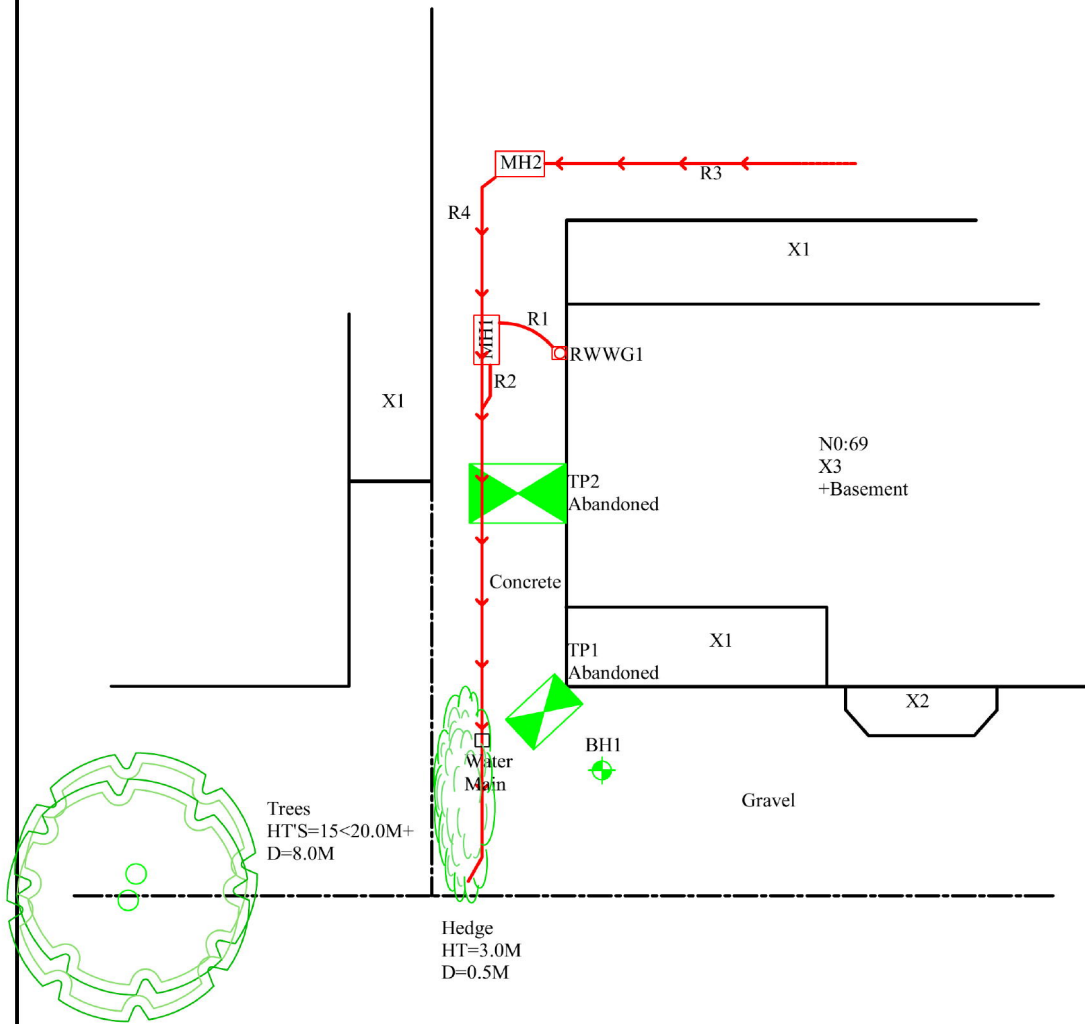 MH2
R3
R4
X1
MH1
R1
RWWG1
R2
X1
N0:69
X3
+Basement
TP2
Abandoned
Concrete
TP1
Abandoned
X1
X2
BH1
Water
Main
Gravel
Trees
HT'S=15<20.0M+
D=8.0M
Hedge
HT=3.0M
D=0.5M